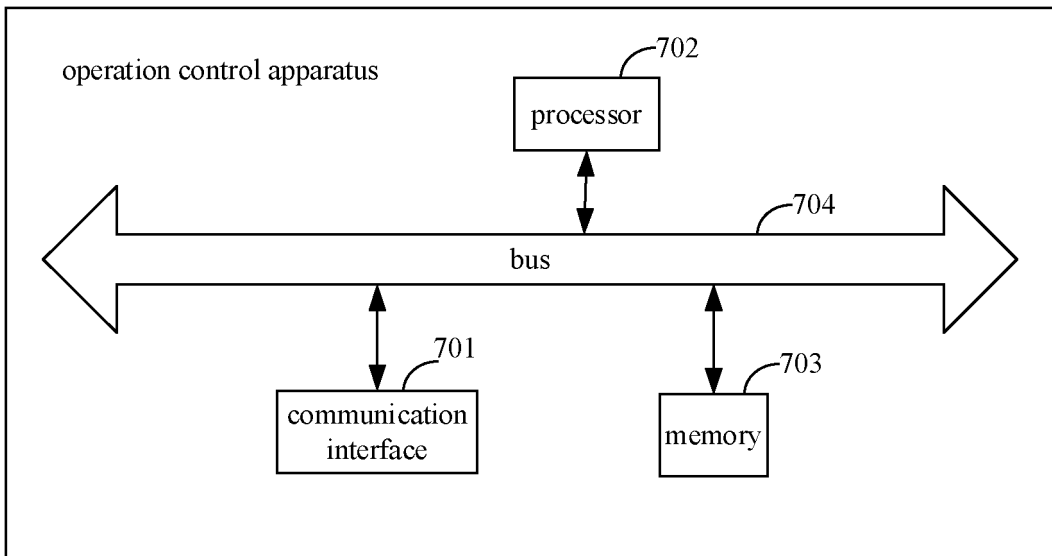 702
operation control apparatus
processor
704
bus
701
703
communication
interface
memory